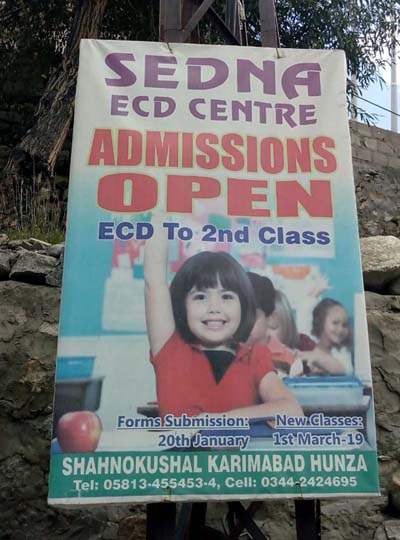 SEDNA
ECD CENTRE
ADMISSIONS
OPEN
ECD To 2nd Class
Forms Submission:
20th January
New Classes:
1st March-19
SHAHNOKUSHAL KARIMABAD HUNZA
Tel: 05813-455453-4, Cell: 0344-2424695